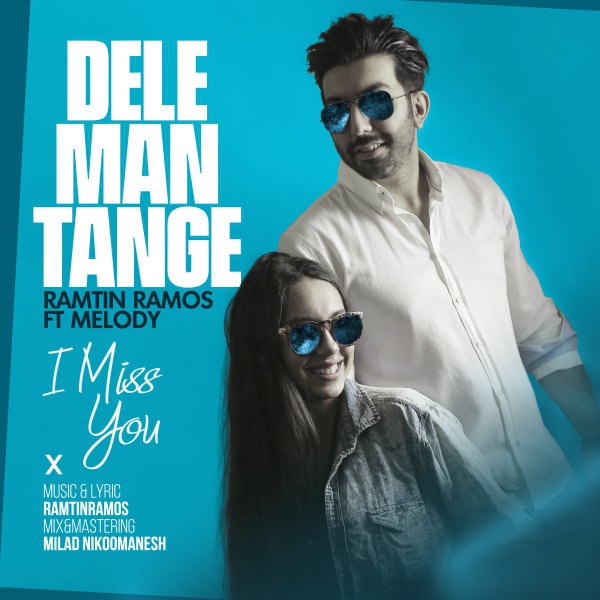 DELE
MAN
TANGE
RAMTIN RAMOS
FT MELODY
I Miss
You
X
MUSIC & LYRIC
RAMTINRAMOS
MIX&MASTERING
MILAD NIKOOMANESH